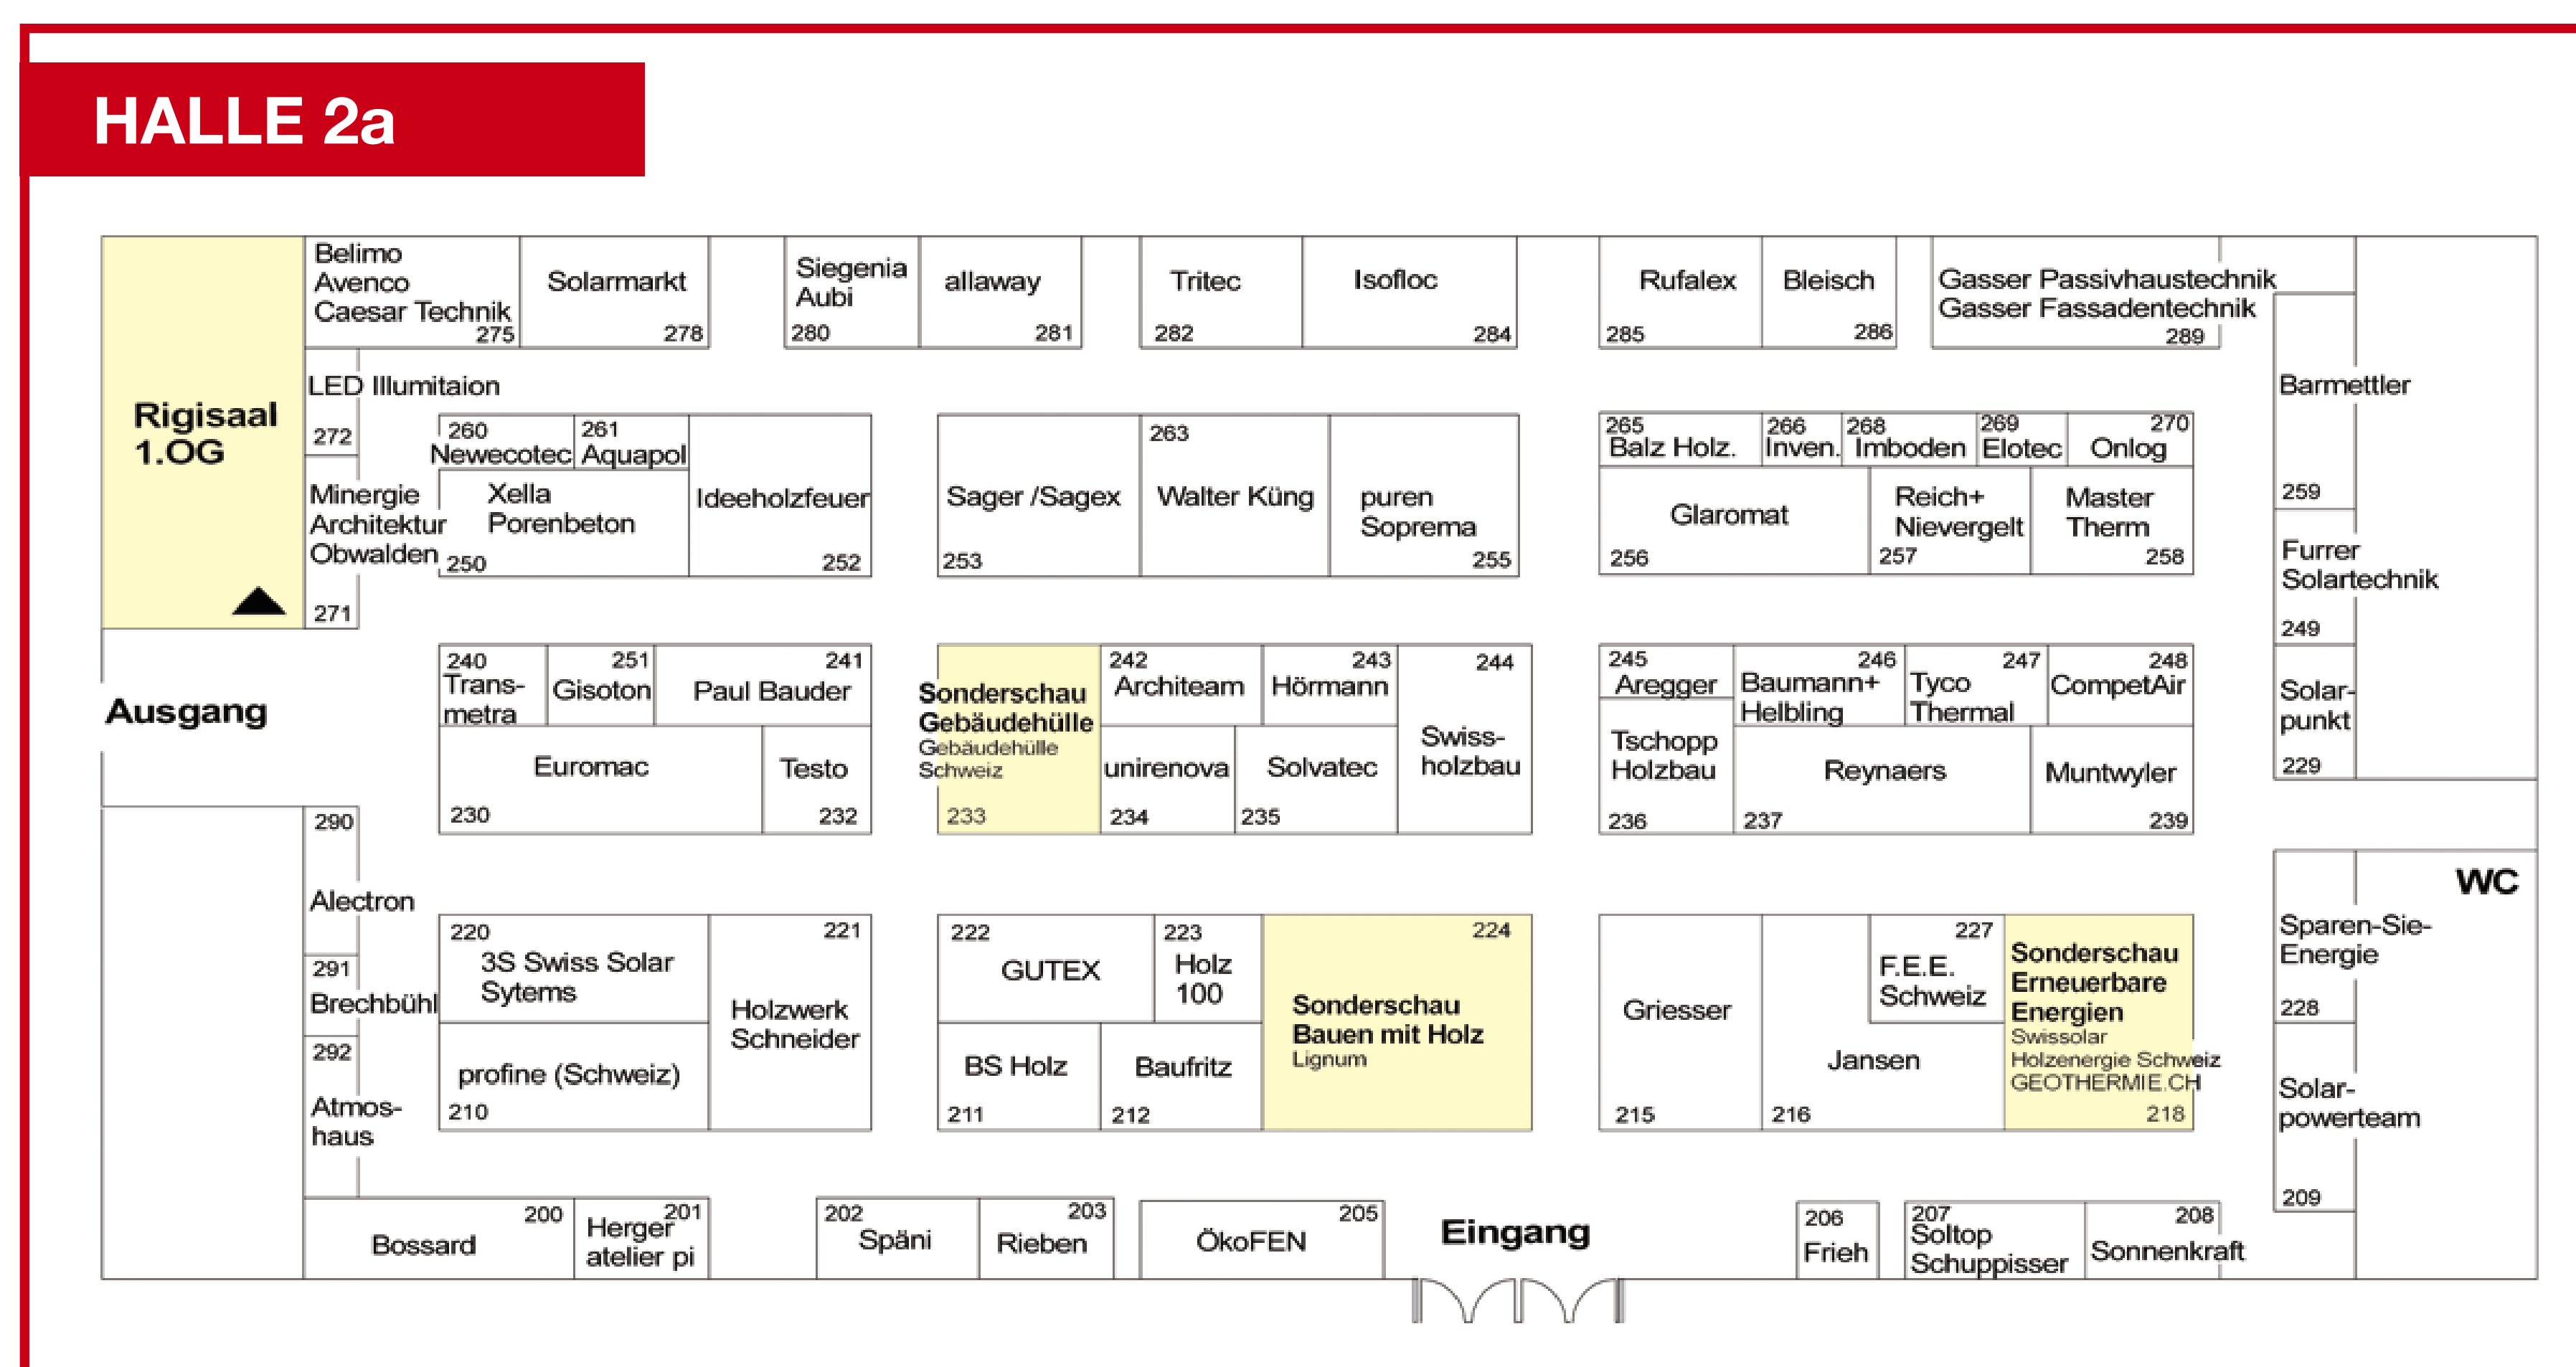 HALLE 2a
Rigisaal
1.OG
Belimo
Avenco
Caesar Technik
275
Solarmarkt
278
Siegenia
Aubi
280
allaway
281
Tritec
282
Isofloc
284
Rufalex
285
Bleisch
286
Gasser Passivhaustechnik
Gasser Fassadentechnik
289
LED Illumitaion
272
Minergie
Architektur
Obwalden
271
260
Newecotec
261
Aquapol
Xella
Porenbeton
250
Ideeholzfeuer
252
Sager /Sagex
253
263
Walter Küng
puren
Soprema
255
265
Balz Holz.
266
Inven.
268
Imboden
269
Elotec
270
Onlog
Glaromat
256
Reich+
Nievergelt
257
Master
Therm
258
Barmettler
259
Furrer
Solartechnik
249
Solar-
punkt
229
Ausgang
240
Trans-
metra
251
Gisoton
241
Paul Bauder
Euromac
230
Testo
232
Sonderschau
Gebäudehülle
Gebäudehülle
Schweiz
233
242
Architeam
243
Hörmann
244
Swiss-
holzbau
unirenova
234
Solvatec
235
245
Aregger
246
Baumann+
Helbling
247
Tyco
Thermal
248
CompetAir
Tschopp
Holzbau
236
Reynaers
237
Muntwyler
239
290
Alectron
291
Brechbühl
292
Atmos-
haus
220
3S Swiss Solar
Sytems
221
Holzwerk
Schneider
profine (Schweiz)
210
222
GUTEX
223
Holz
100
BS Holz
211
Baufritz
212
224
Sonderschau
Bauen mit Holz
Lignum
Griesser
215
227
F.E.E.
Schweiz
Jansen
216
Sonderschau
Erneuerbare
Energien
Swissolar
Holzenergie Schweiz
GEOTHERMIE.CH
218
WC
Sparen-Sie-
Energie
228
Solar-
powerteam
209
200
Bossard
201
Herger
atelier pi
202
Späni
203
Rieben
205
ÖkoFEN
Eingang
206
Frieh
207
Soltop
Schuppisser
208
Sonnenkraft